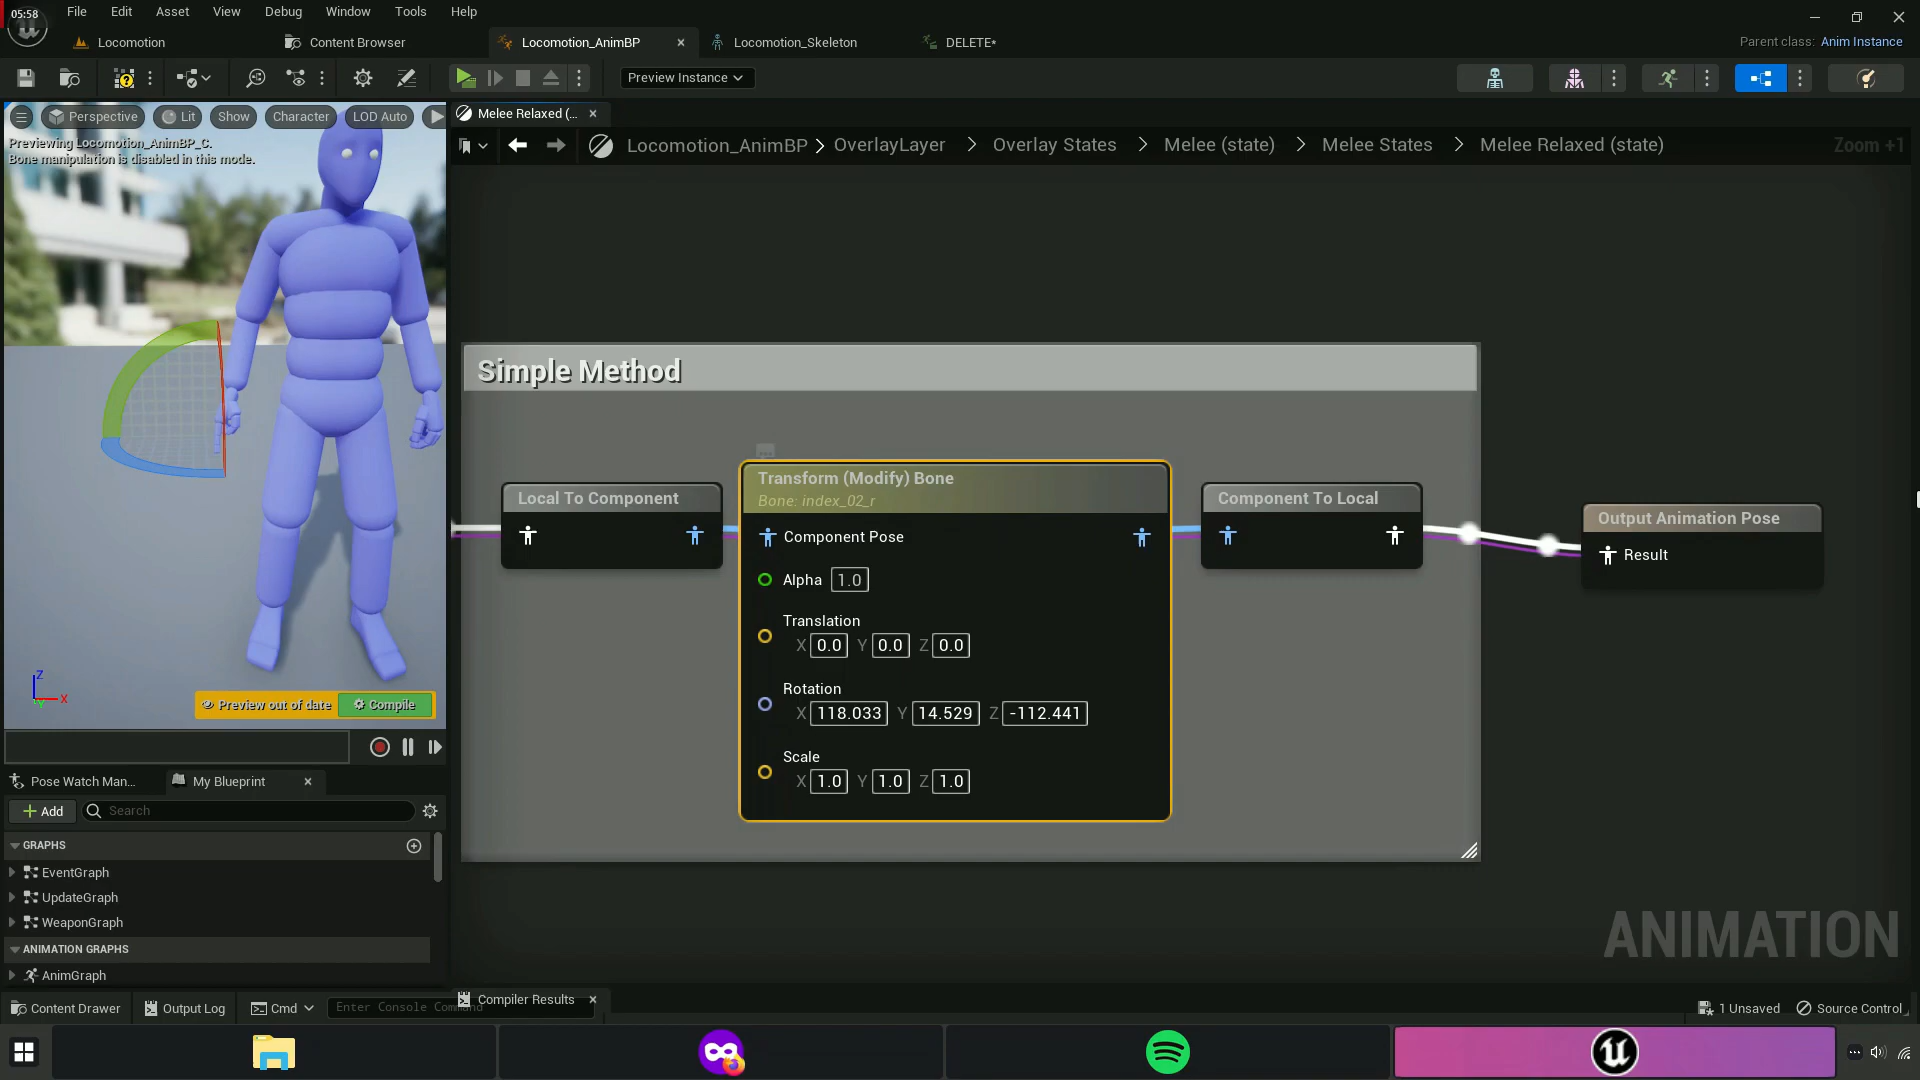 05:58
File Edit Asset View Debug Window Tools Help
Locomotion
Content Browser
Locomotion_AnimBP
Locomotion_Skeleton
DELETE*
Parent class: Anim Instance
Preview Instance
Perspective
Lit
Show
Character
LOD Auto
Previewing Locomotion_AnimBP_C.
Bone manipulation is disabled in this mode.
Z
X
Y
Preview out of date
Compile
Melee Relaxed (...
Locomotion_AnimBP > OverlayLayer > Overlay States > Melee (state) > Melee States > Melee Relaxed (state)
Zoom +1
Simple Method
Local To Component
Transform (Modify) Bone
Bone: index_02_r
Component Pose
Alpha 1.0
Translation
X 0.0 Y 0.0 Z 0.0
Rotation
X 118.033 Y 14.529 Z -112.441
Scale
X 1.0 Y 1.0 Z 1.0
Component To Local
Output Animation Pose
Result
ANIMATION
Pose Watch Man...
My Blueprint
Add
Search
GRAPHS
EventGraph
UpdateGraph
WeaponGraph
ANIMATION GRAPHS
AnimGraph
Content Drawer
Output Log
Cmd
Enter Console Command
Compiler Results
1 Unsaved
Source Control